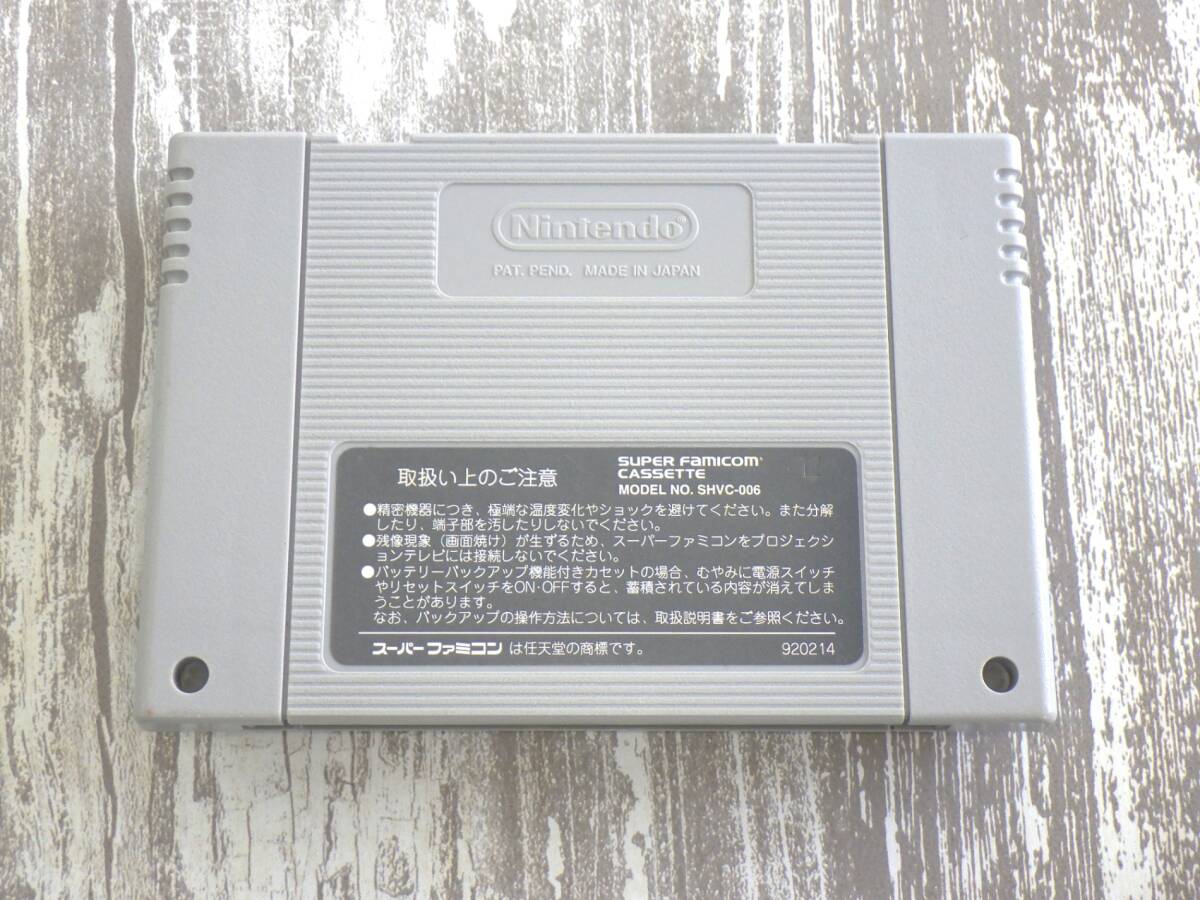 Nintendo®
PAT. PEND. MADE IN JAPAN
取扱い上のご注意
SUPER FAMICOM
CASSETTE
MODEL NO. SHVC-006
●精密機器につき、極端な温度変化やショックを避けてください。また分解
したり、端子部を汚したりしないでください。
●残像現象（画面焼け）が生ずるため、スーパーファミコンをプロジェクシ
ョンテレビには接続しないでください。
●バッテリーバックアップ機能付きカセットの場合、むやみに電源スイッチ
やリセットスイッチをON・OFFすると、蓄積されている内容が消えてしま
うことがあります。
なお、バックアップの操作方法については、取扱説明書をご参照ください。
スーパーファミコン は任天堂の商標です。 920214